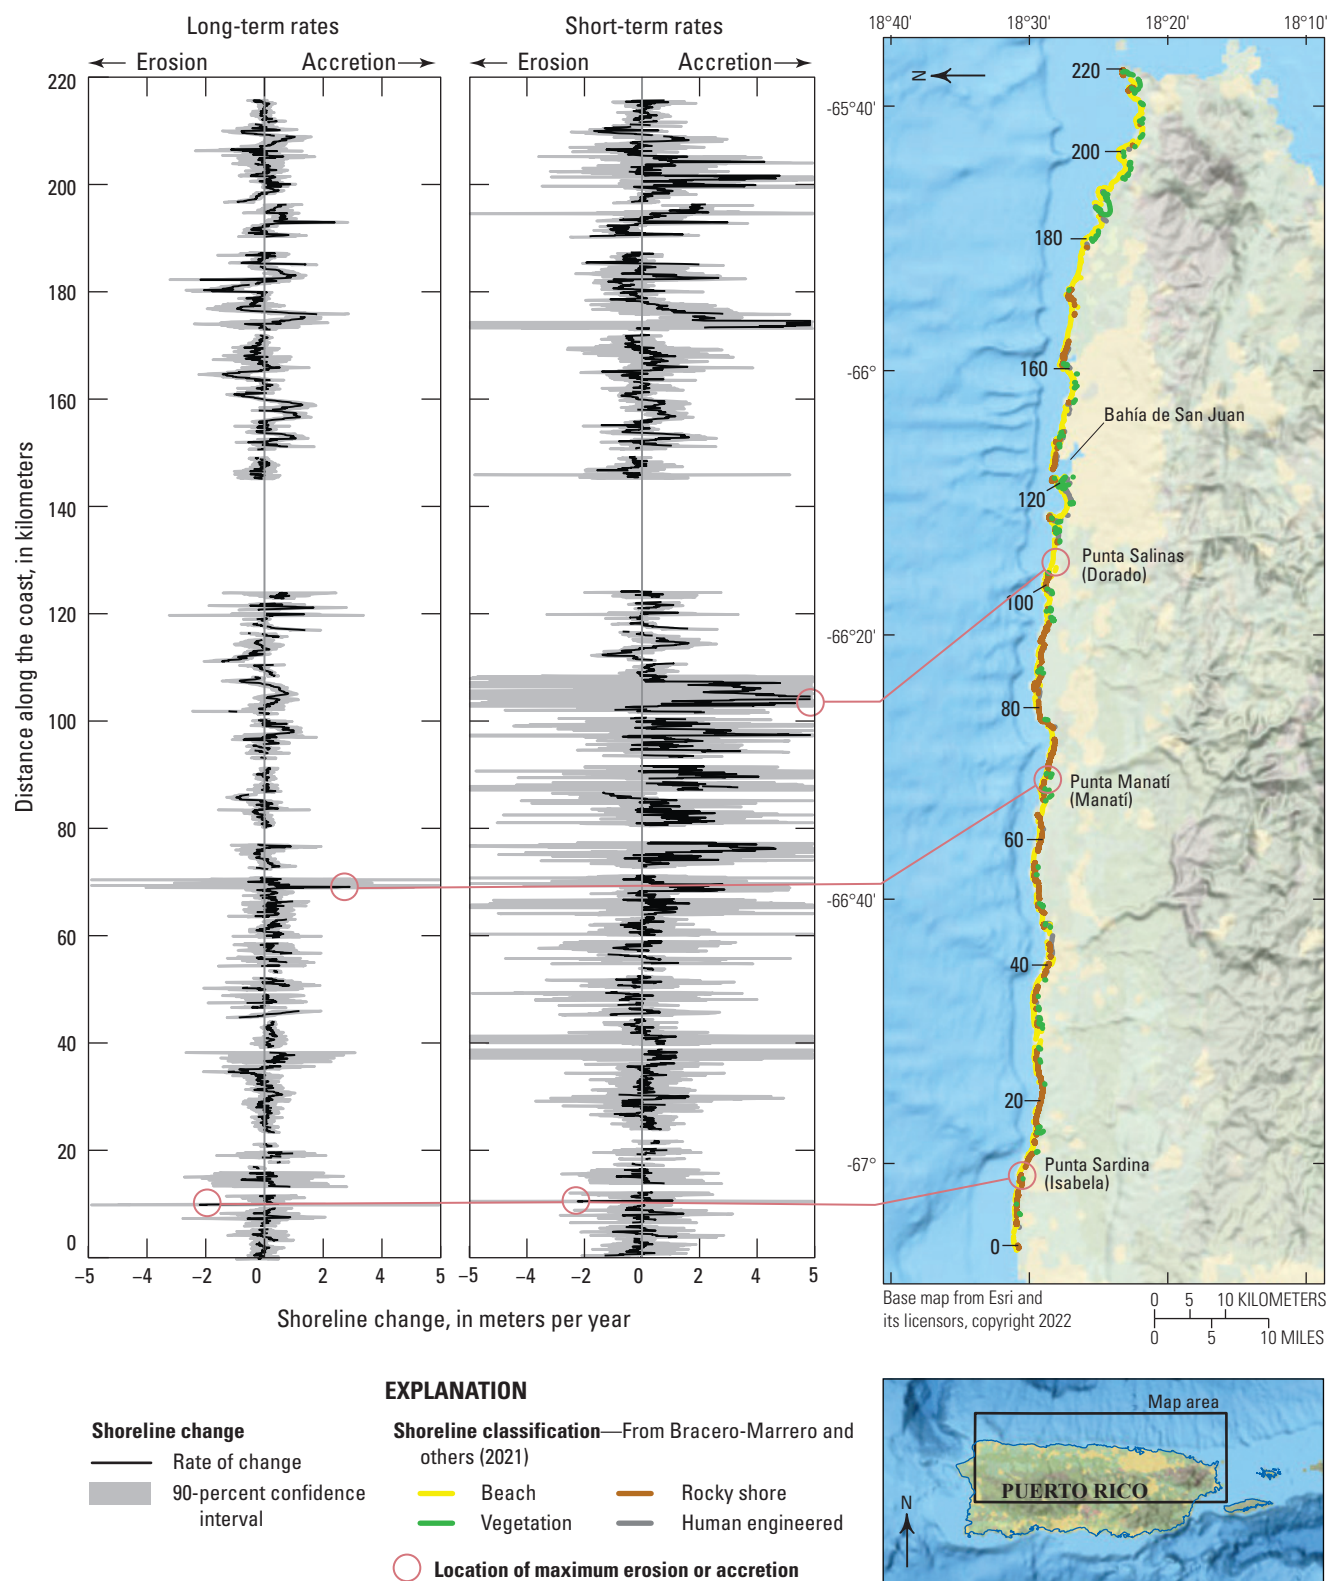 Long-term rates
Short-term rates
Erosion
Accretion
Erosion
Accretion
220
200
180
160
140
120
100
80
60
40
20
0
Distance along the coast, in kilometers
−5
−2
0
2
4
5
−5
−2
0
2
4
5
Shoreline change, in meters per year
18°40'
18°30'
18°20'
18°10'
N
-65°40'
-66°
-66°20'
-66°40'
-67°
220
200
180
160
120
100
80
60
40
20
0
Bahía de San Juan
Punta Salinas
(Dorado)
Punta Manatí
(Manatí)
Punta Sardina
(Isabela)
Base map from Esri and
its licensors, copyright 2022
0 5 10 KILOMETERS
0 5 10 MILES
EXPLANATION
Shoreline change
Rate of change
90-percent confidence
interval
Shoreline classification—From Bracero-Marrero and
others (2021)
Beach
Rocky shore
Vegetation
Human engineered
Location of maximum erosion or accretion
Map area
PUERTO RICO
N